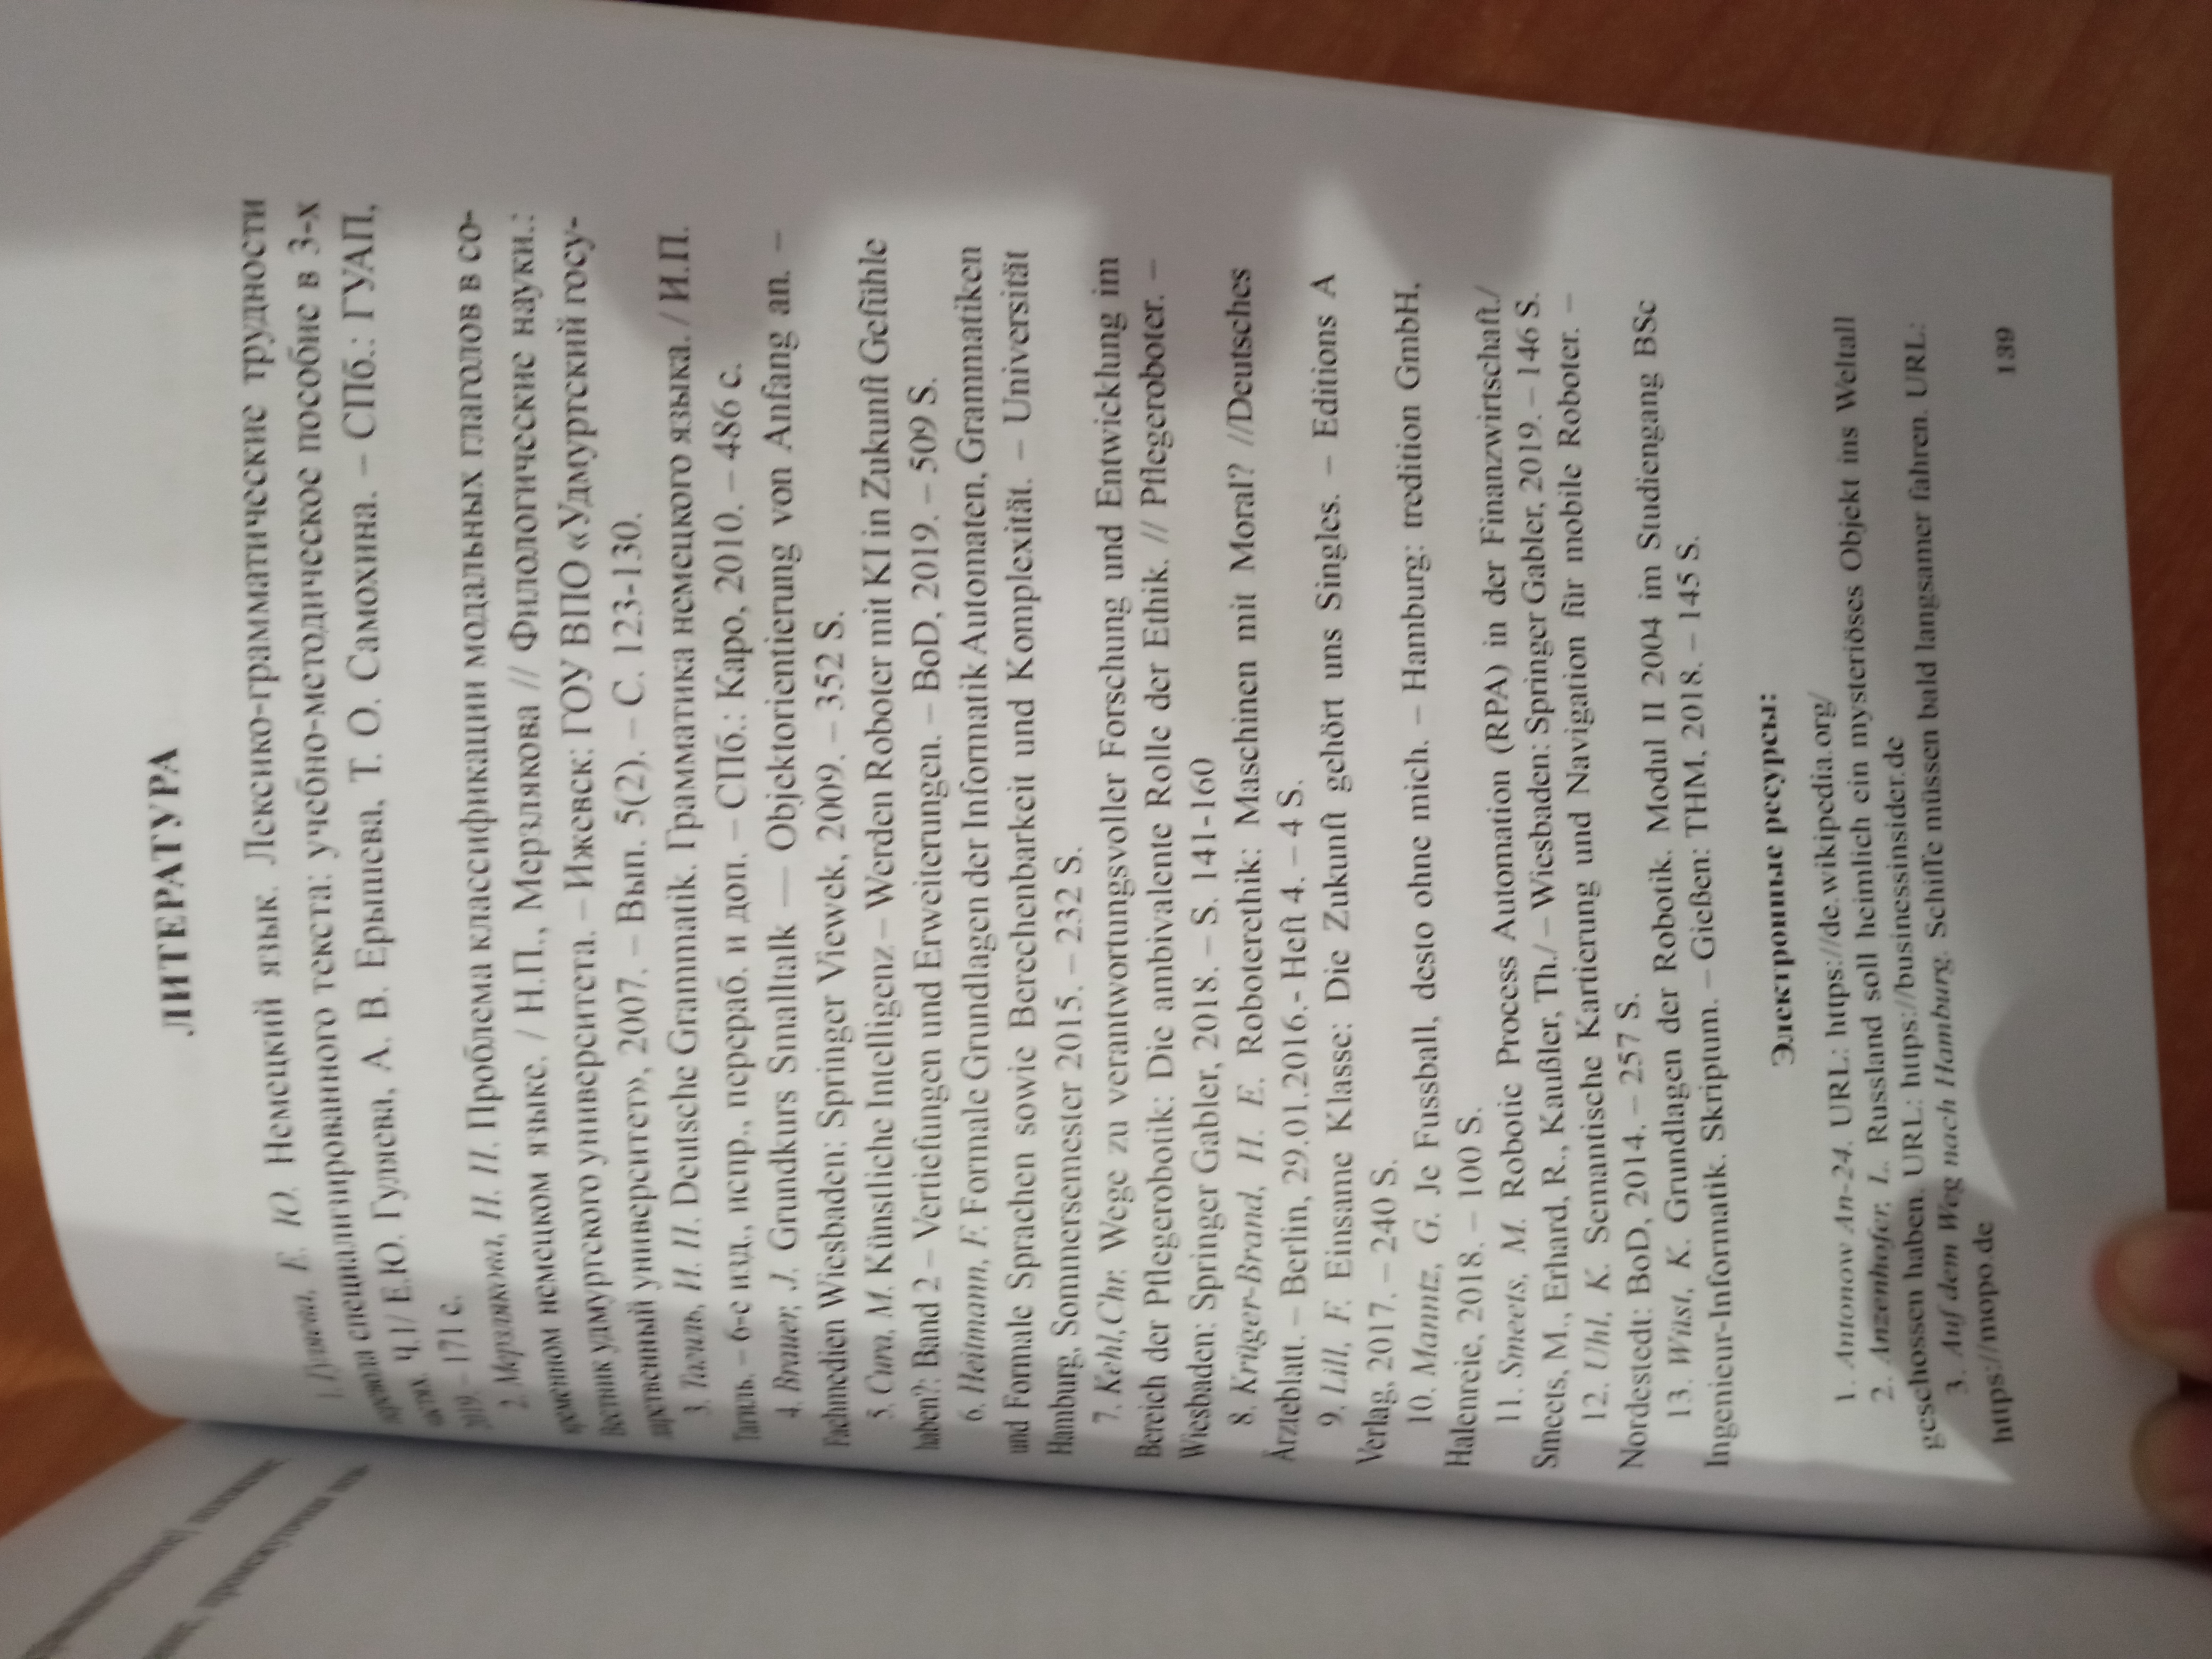 ЛИТЕРАТУРА
1. Гуляева, Е. Ю. Немецкий язык. Лексико-грамматические трудности
перевода специализированного текста: учебно-методическое пособие в 3-х
частях. Ч.1/ Е.Ю. Гуляева, А. В. Ерышева, Т. О. Самохина. – СПб.: ГУАП,
2019. – 171 с.
2. Мерзлякова, Н. П. Проблема классификации модальных глаголов в со-
временном немецком языке. / Н.П., Мерзлякова // Филологические науки.:
Вестник удмуртского университета. – Ижевск: ГОУ ВПО «Удмуртский госу-
дарственный университет», 2007. – Вып. 5(2). – С. 123-130.
3. Тагиль, И. П. Deutsche Grammatik. Грамматика немецкого языка. / И.П.
Тагиль. – 6-е изд., испр., перераб. и доп. – СПб.: Каро, 2010. – 486 с.
4. Brauer, J. Grundkurs Smalltalk — Objektorientierung von Anfang an. –
Fachmedien Wiesbaden: Springer Viewek, 2009. – 352 S.
5. Cura, M. Künstliche Intelligenz – Werden Roboter mit KI in Zukunft Gefühle
haben?: Band 2 – Vertiefungen und Erweiterungen. – BoD, 2019. – 509 S.
6. Heitmann, F. Formale Grundlagen der Informatik Automaten, Grammatiken
und Formale Sprachen sowie Berechenbarkeit und Komplexität. – Universität
Hamburg, Sommersemester 2015. – 232 S.
7. Kehl,Chr. Wege zu verantwortungsvoller Forschung und Entwicklung im
Bereich der Pflegerobotik: Die ambivalente Rolle der Ethik. // Pflegeroboter. –
Wiesbaden: Springer Gabler, 2018. – S. 141-160
8. Krüger-Brand, H. E. Roboterethik: Maschinen mit Moral? //Deutsches
Ärzteblatt. – Berlin, 29.01.2016.- Heft 4. – 4 S.
9. Lill, F. Einsame Klasse: Die Zukunft gehört uns Singles. – Editions A
Verlag, 2017. – 240 S.
10. Manntz, G. Je Fussball, desto ohne mich. – Hamburg: tredition GmbH,
Halenreie, 2018. – 100 S.
11. Smeets, M. Robotic Process Automation (RPA) in der Finanzwirtschaft./
Smeets, M., Erhard, R., Kaußler, Th./ – Wiesbaden: Springer Gabler, 2019. – 146 S.
12. Uhl, K. Semantische Kartierung und Navigation für mobile Roboter. –
Nordestedt: BoD, 2014. – 257 S.
13. Wüst, K. Grundlagen der Robotik. Modul II 2004 im Studiengang BSc
Ingenieur-Informatik. Skriptum. – Gießen: THM, 2018. – 145 S.
Электронные ресурсы:
1. Antonow An-24. URL: https://de.wikipedia.org/
2. Anzenhofer, L. Russland soll heimlich ein mysteriöses Objekt ins Weltall
geschossen haben. URL: https://businessinsider.de
3. Auf dem Weg nach Hamburg. Schiffe müssen bald langsamer fahren. URL:
https://mopo.de
139